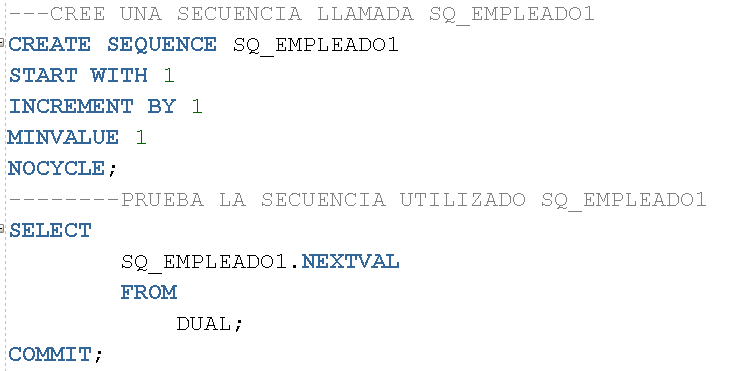 ---CREE UNA SECUENCIA LLAMADA SQ_EMPLEADO1
CREATE SEQUENCE SQ_EMPLEADO1
START WITH 1
INCREMENT BY 1
MINVALUE 1
NOCYCLE;
--------PRUEBA LA SECUENCIA UTILIZADO SQ_EMPLEADO1
SELECT
SQ_EMPLEADO1.NEXTVAL
FROM
DUAL;
COMMIT;